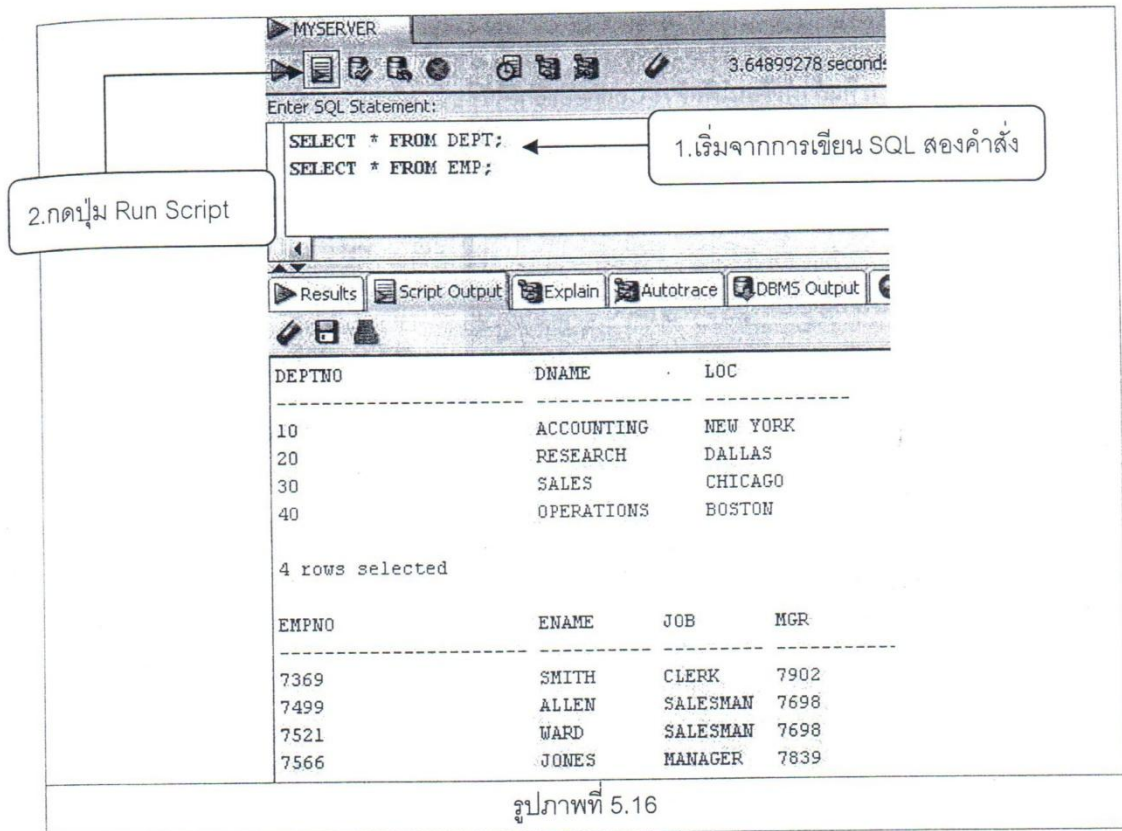 MYSERVER
3.64899278 seconds
Enter SQL Statement:
SELECT * FROM DEPT;
SELECT * FROM EMP;
1.เริ่มจากการเขียน SQL สองคำสั่ง
2.กดปุ่ม Run Script
Results Script Output Explain Autotrace DBMS Output
DEPTNO DNAME LOC
----------------------- -------------- -------------
10 ACCOUNTING NEW YORK
20 RESEARCH DALLAS
30 SALES CHICAGO
40 OPERATIONS BOSTON
4 rows selected
EMPNO ENAME JOB MGR
----------------------- ---------- --------- -----------
7369 SMITH CLERK 7902
7499 ALLEN SALESMAN 7698
7521 WARD SALESMAN 7698
7566 JONES MANAGER 7839
รูปภาพที่ 5.16